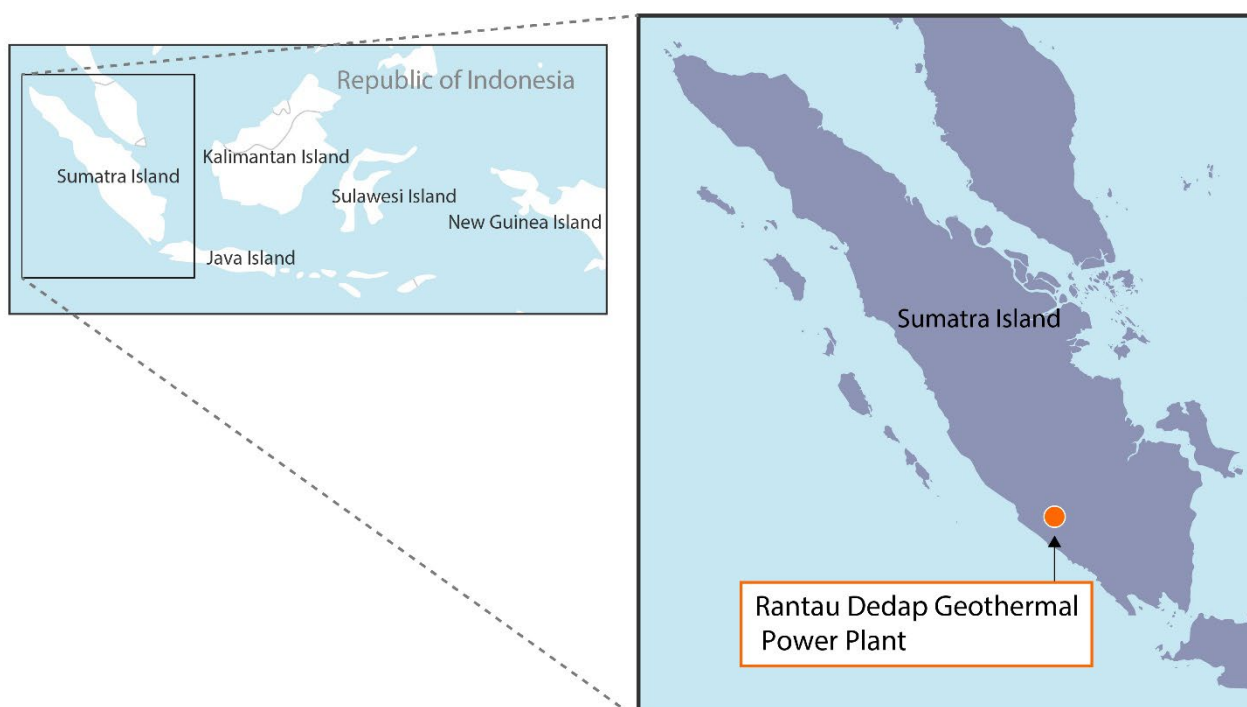 Republic of Indonesia
Kalimantan Island
Sumatra Island
Sulawesi Island
New Guinea Island
Java Island
Sumatra Island
Rantau Dedap Geothermal
Power Plant